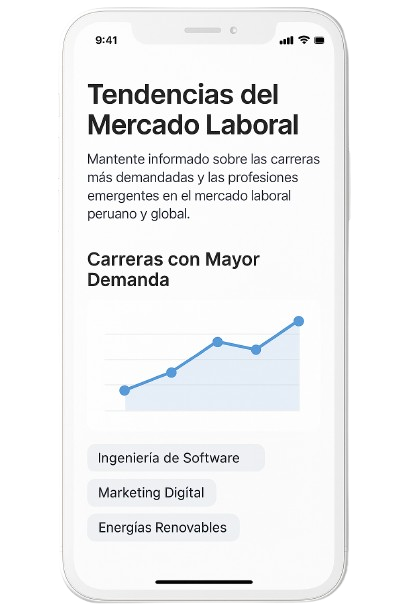 9:41
Tendencias del
Mercado Laboral
Mantente informado sobre las carreras
más demandadas y las profesiones
emergentes en el mercado laboral
peruano y global.
Carreras con Mayor
Demanda
Ingeniería de Software
Marketing Digítal
Energías Renovables